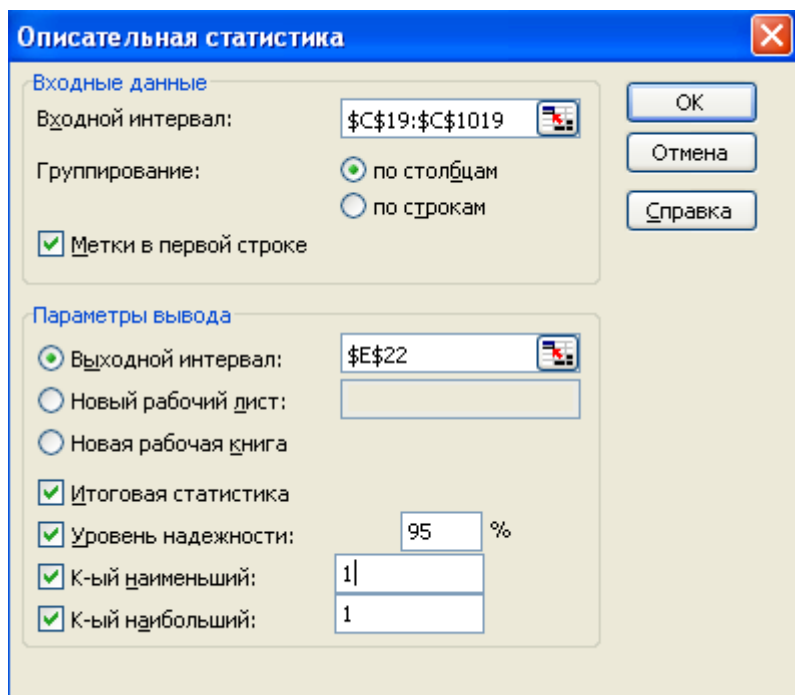 Описательная статистика
Входные данные
Входной интервал: $C$19:$C$1019
Группирование: по столбцам
по строкам
Метки в первой строке
OK
Отмена
Справка
Параметры вывода
Выходной интервал: $E$22
Новый рабочий лист:
Новая рабочая книга
Итоговая статистика
Уровень надежности: 95 %
К-ый наименьший: 1
К-ый наибольший: 1